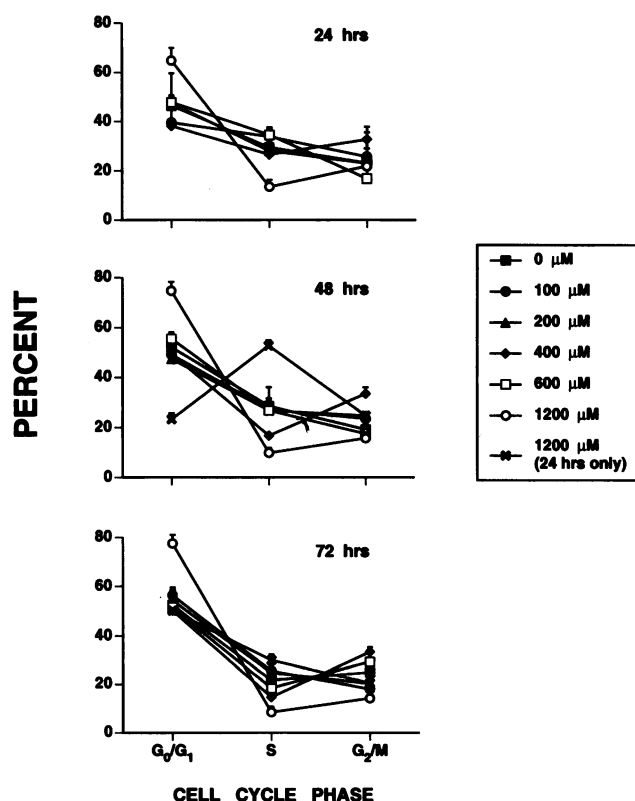 80
24 hrs
60
40
20
0
80
48 hrs
60
40
20
0
PERCENT
0 µM
100 µM
200 µM
400 µM
600 µM
1200 µM
1200 µM
(24 hrs only)
80
72 hrs
60
40
20
0
G₀/G₁ S G₂/M
CELL CYCLE PHASE